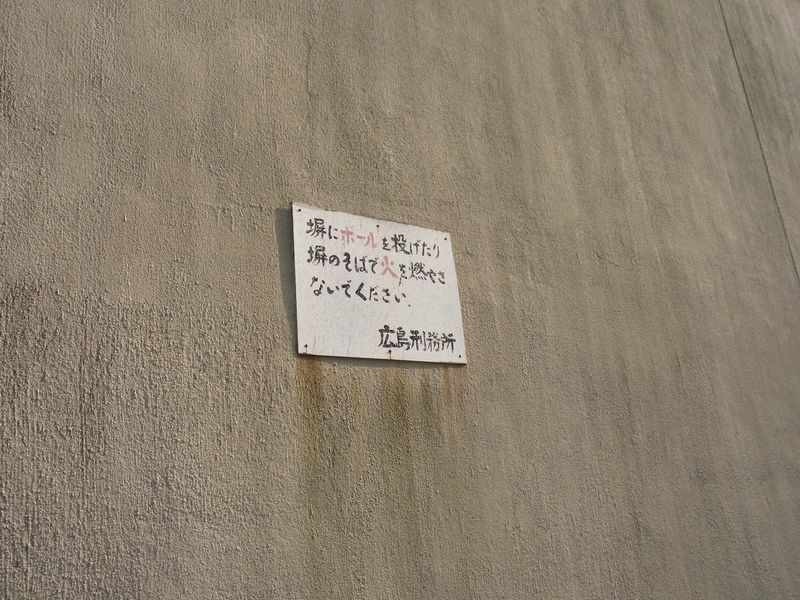 塀にボールを投げたり
塀のそばで火を燃やさ
ないでください.
広島刑務所